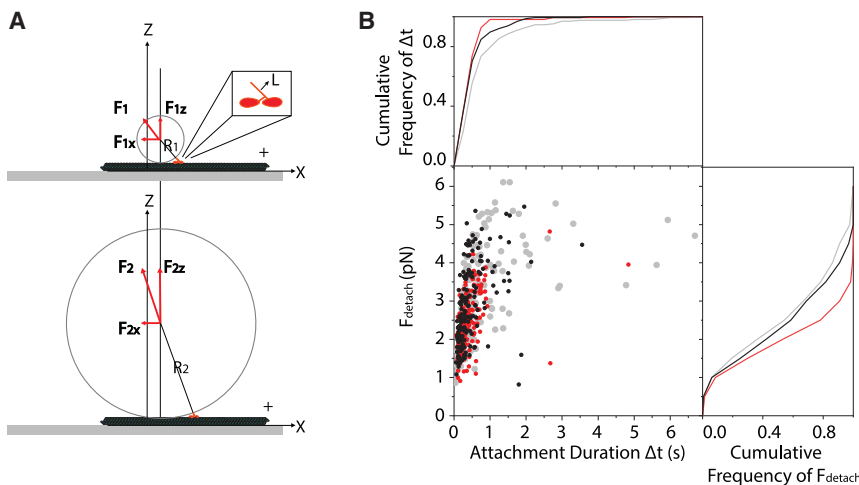 A
Z
L
F1
F1z
F1x
R1
+
X
Z
F2
F2z
F2x
R2
+
X
B
Cumulative
Frequency of Δt
0.8
0.4
0.0
Fdetach (pN)
6
5
4
3
2
1
0
0 1 2 3 4 5 6
Attachment Duration Δt (s)
0.0 0.4 0.8
Cumulative
Frequency of Fdetach